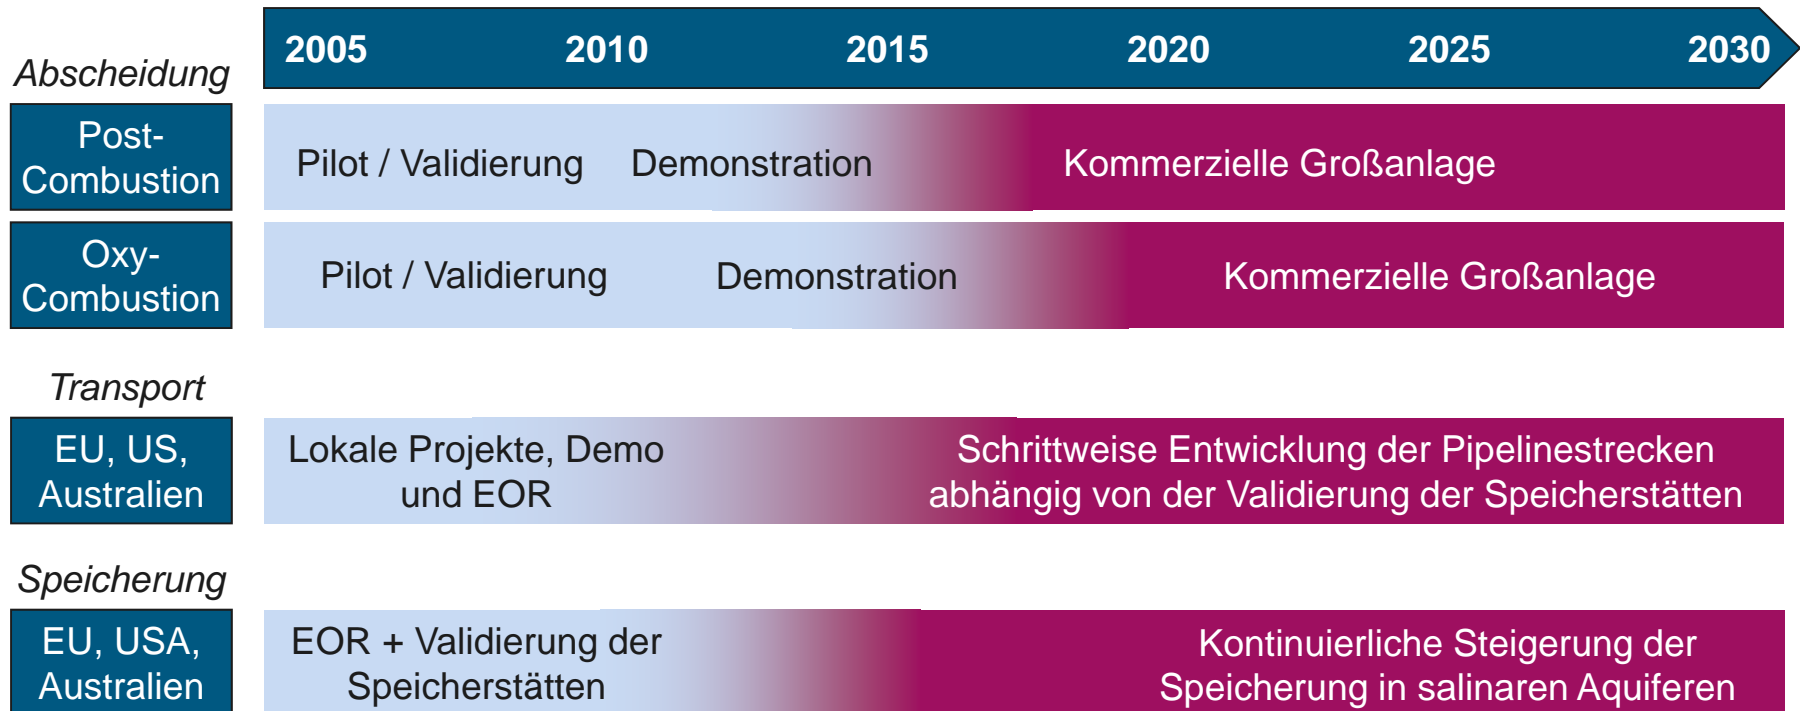 2005 2010 2015 2020 2025 2030
Abscheidung
Post-
Combustion
Pilot / Validierung Demonstration Kommerzielle Großanlage
Oxy-
Combustion
Pilot / Validierung Demonstration Kommerzielle Großanlage
Transport
EU, US,
Australien
Lokale Projekte, Demo
und EOR
Schrittweise Entwicklung der Pipelinestrecken
abhängig von der Validierung der Speicherstätten
Speicherung
EU, USA,
Australien
EOR + Validierung der
Speicherstätten
Kontinuierliche Steigerung der
Speicherung in salinaren Aquiferen